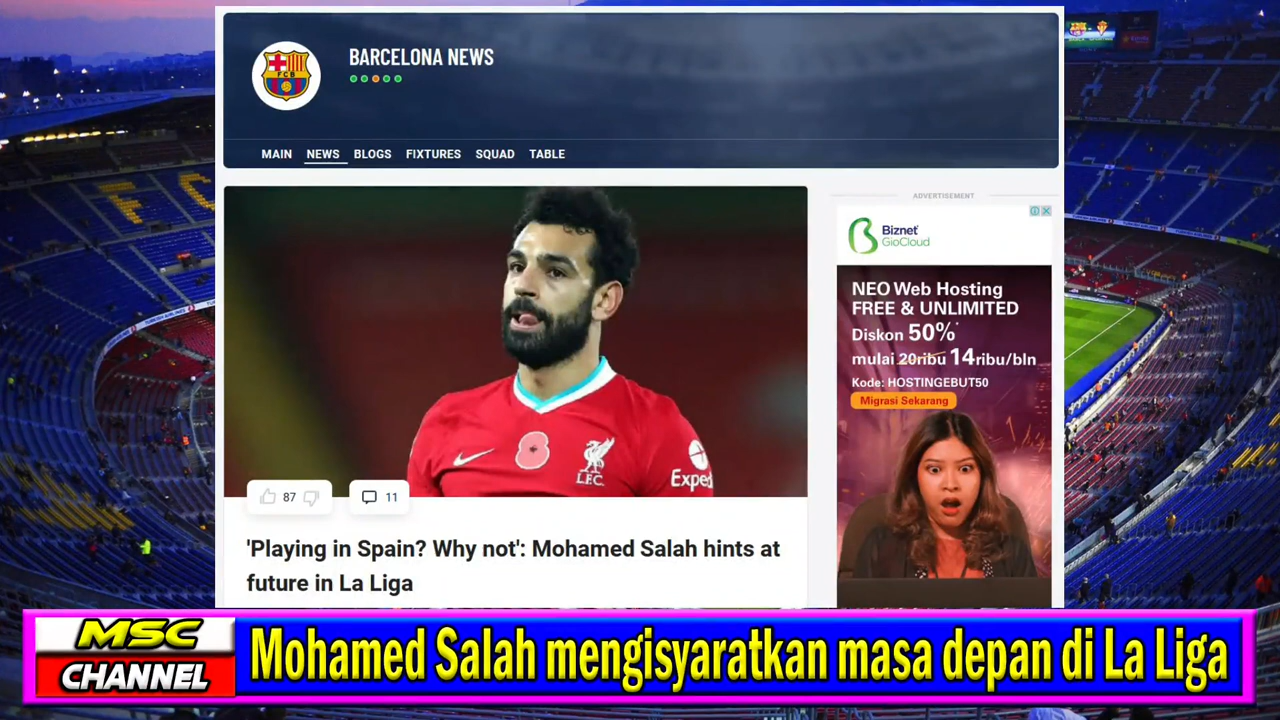 BARCELONA NEWS
FCB
MAIN NEWS BLOGS FIXTURES SQUAD TABLE
ADVERTISEMENT
Biznet
GioCloud
NEO Web Hosting
FREE & UNLIMITED
Diskon 50%*
mulai 20ribu 14ribu/bln
Kode: HOSTINGEBUT50
Migrasi Sekarang
L.F.C.
Exped
87
11
'Playing in Spain? Why not': Mohamed Salah hints at
future in La Liga
MSC
CHANNEL
Mohamed Salah mengisyaratkan masa depan di La Liga